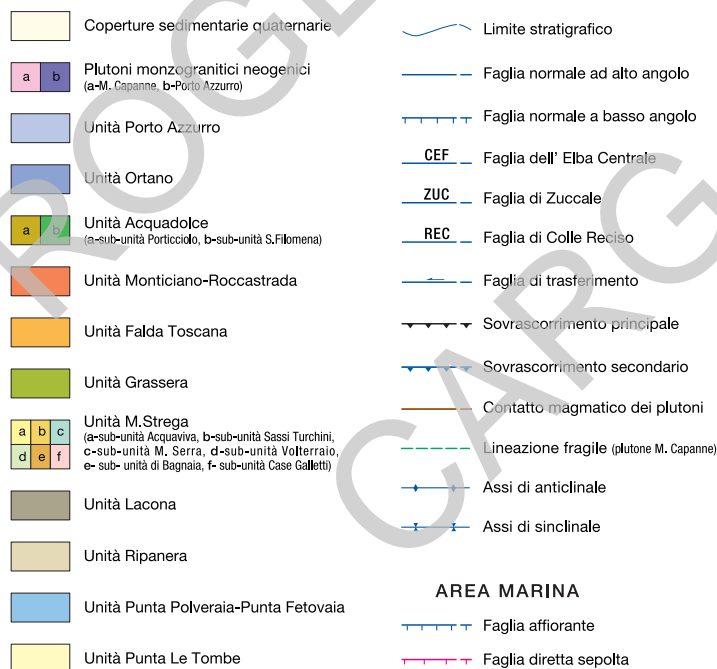 Coperture sedimentarie quaternarie
a b Plutoni monzogranitici neogenici
(a-M. Capanne, b-Porto Azzurro)
Unità Porto Azzurro
Unità Ortano
a b Unità Acquadolce
(a-sub-unità Porticciolo, b-sub-unità S.Filomena)
Unità Monticiano-Roccastrada
Unità Falda Toscana
Unità Grassera
Unità M.Strega
a b c (a-sub-unità Acquaviva, b-sub-unità Sassi Turchini,
c-sub-unità M. Serra, d-sub-unità Volterraio,
d e f e- sub- unità di Bagnaia, f- sub-unità Case Galletti)
Unità Lacona
Unità Ripanera
Unità Punta Polveraia-Punta Fetovaia
Unità Punta Le Tombe
Limite stratigrafico
Faglia normale ad alto angolo
Faglia normale a basso angolo
CEF Faglia dell' Elba Centrale
ZUC Faglia di Zuccale
REC Faglia di Colle Reciso
Faglia di trasferimento
Sovrascorrimento principale
Sovrascorrimento secondario
Contatto magmatico dei plutoni
Lineazione fragile (plutone M. Capanne)
Assi di anticlinale
Assi di sinclinale
AREA MARINA
Faglia affiorante
Faglia diretta sepolta
CARG